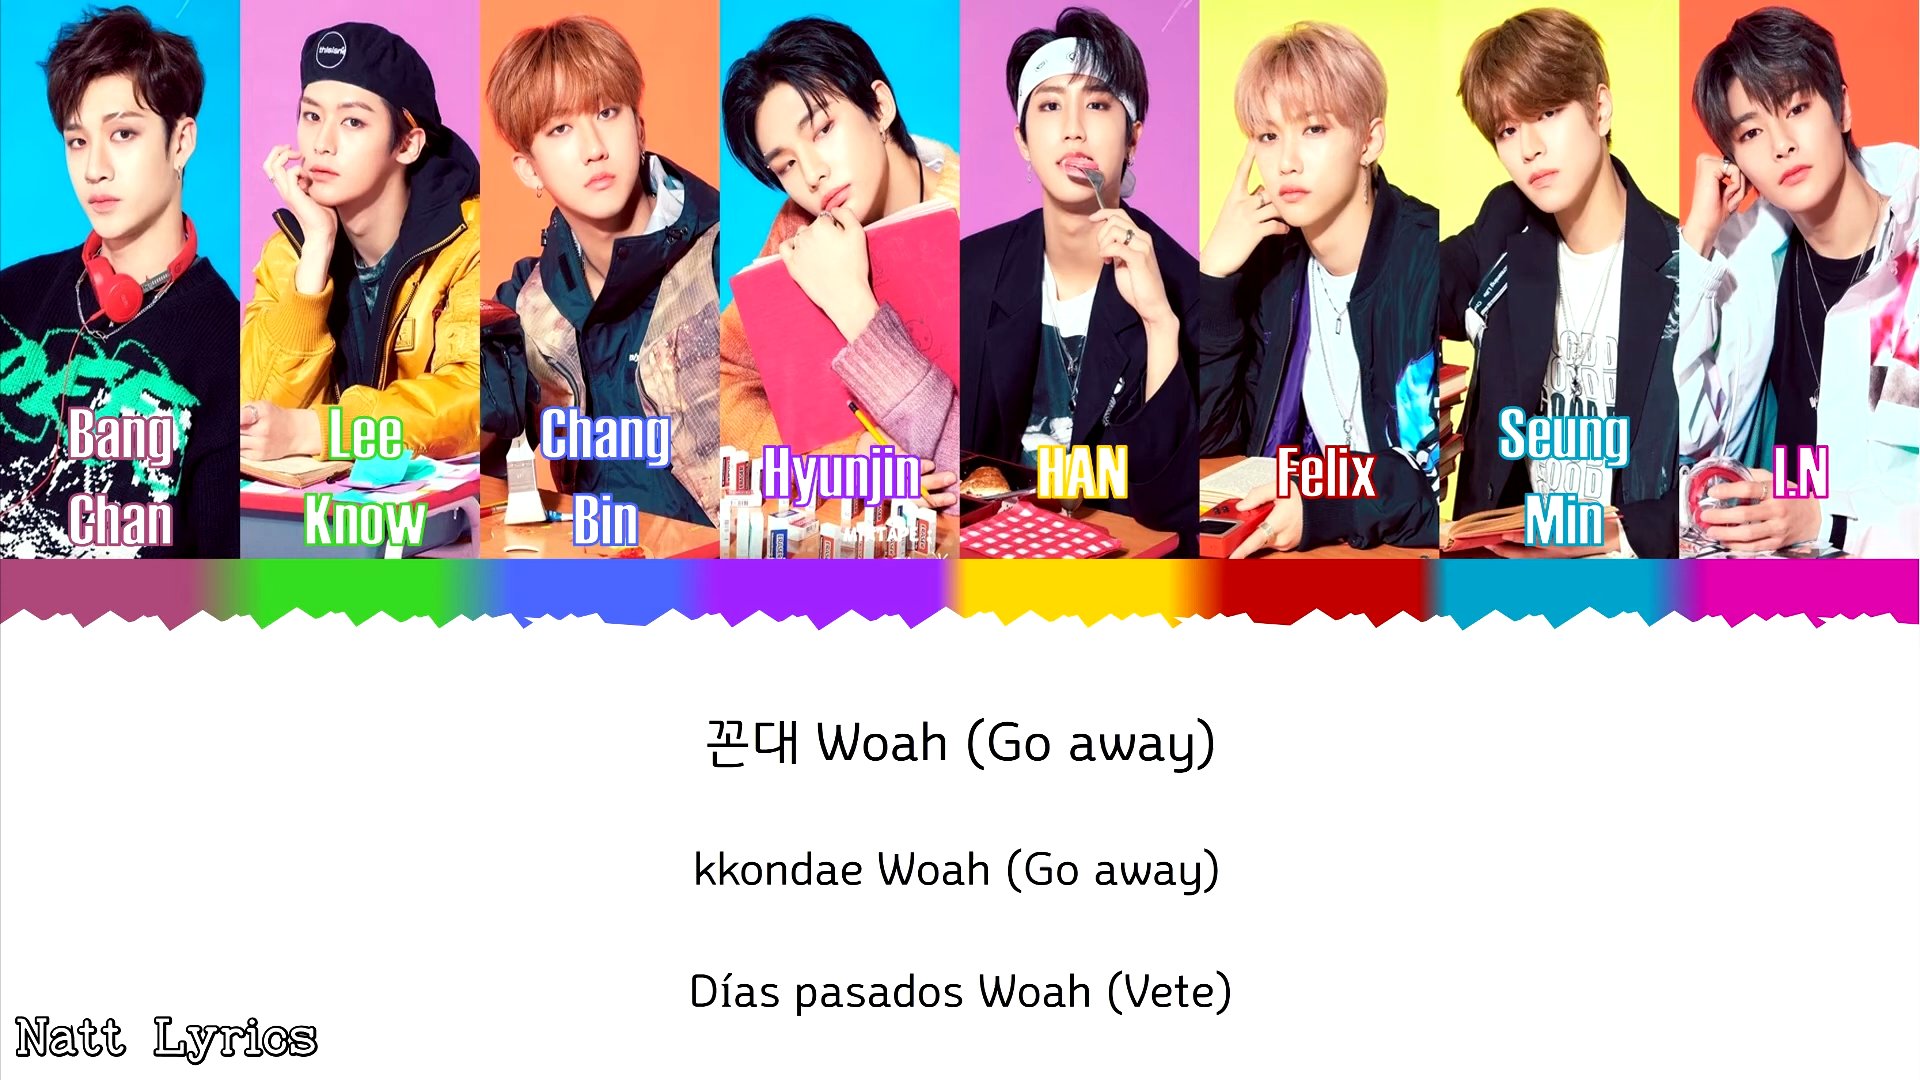 Bang
Chan
Lee
Know
Chang
Bin
Hyunjin
HAN
Felix
Seung
Min
I.N
MIXTAPE
꼰대 Woah (Go away)
kkondae Woah (Go away)
Días pasados Woah (Vete)
Natt Lyrics